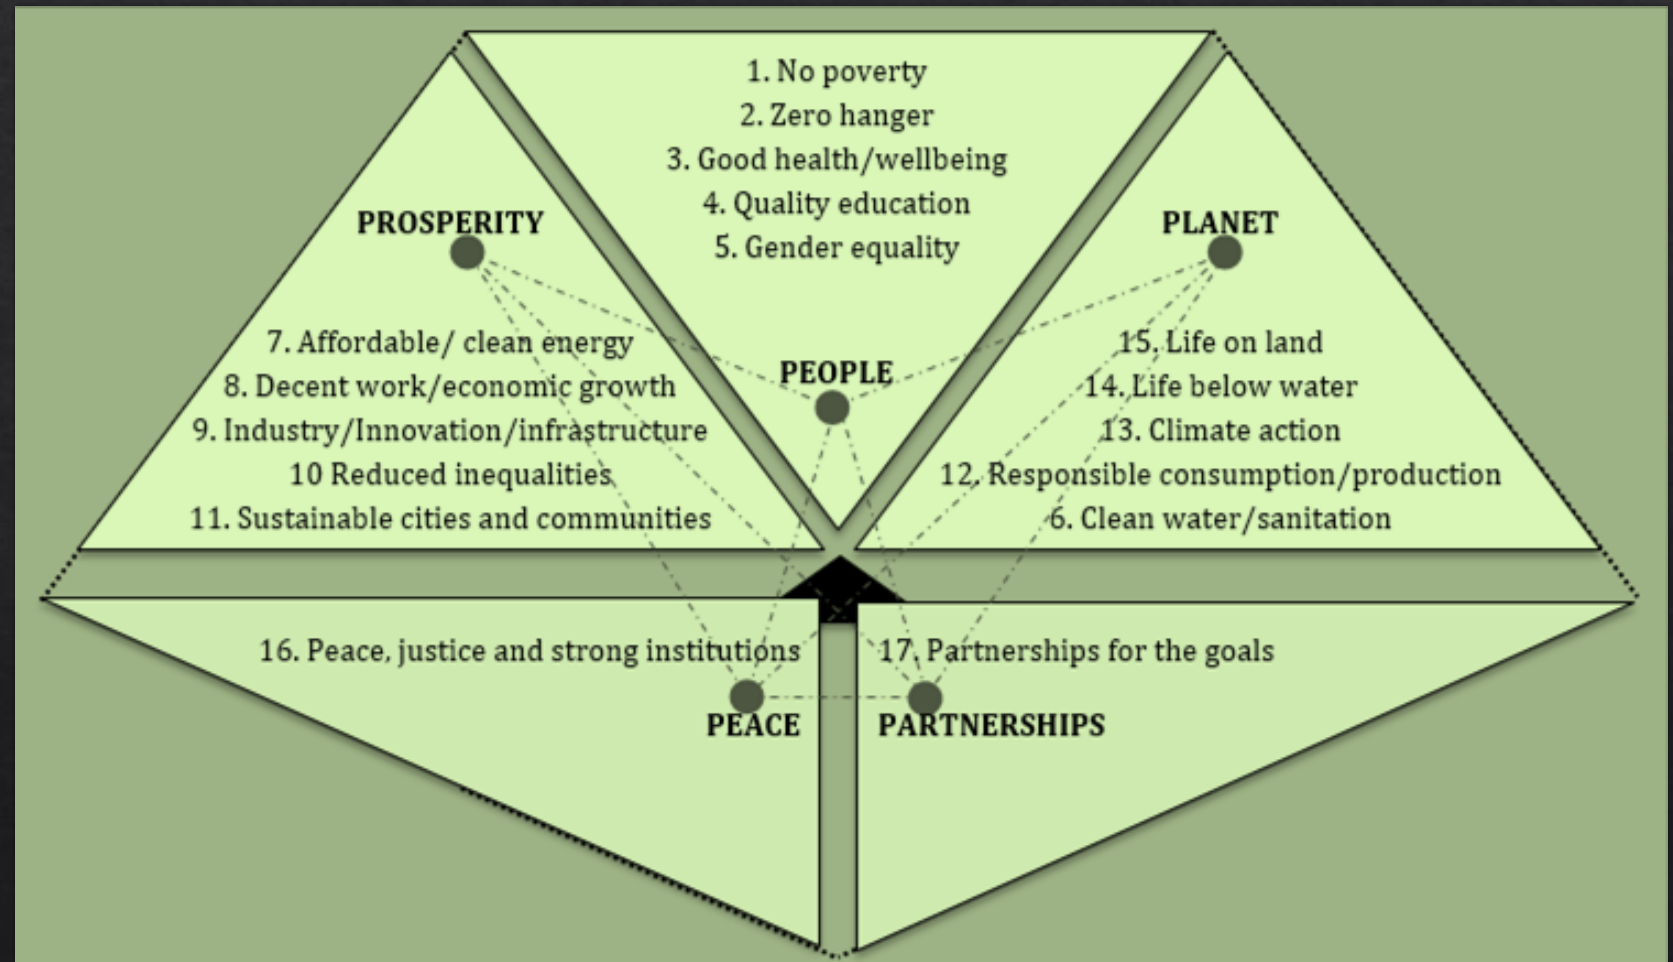 1. No poverty
2. Zero hanger
3. Good health/wellbeing
4. Quality education
5. Gender equality
PEOPLE
PROSPERITY
7. Affordable/ clean energy
8. Decent work/economic growth
9. Industry/Innovation/infrastructure
10 Reduced inequalities
11. Sustainable cities and communities
PLANET
15. Life on land
14. Life below water
13. Climate action
12. Responsible consumption/production
6. Clean water/sanitation
16. Peace, justice and strong institutions
PEACE
17. Partnerships for the goals
PARTNERSHIPS